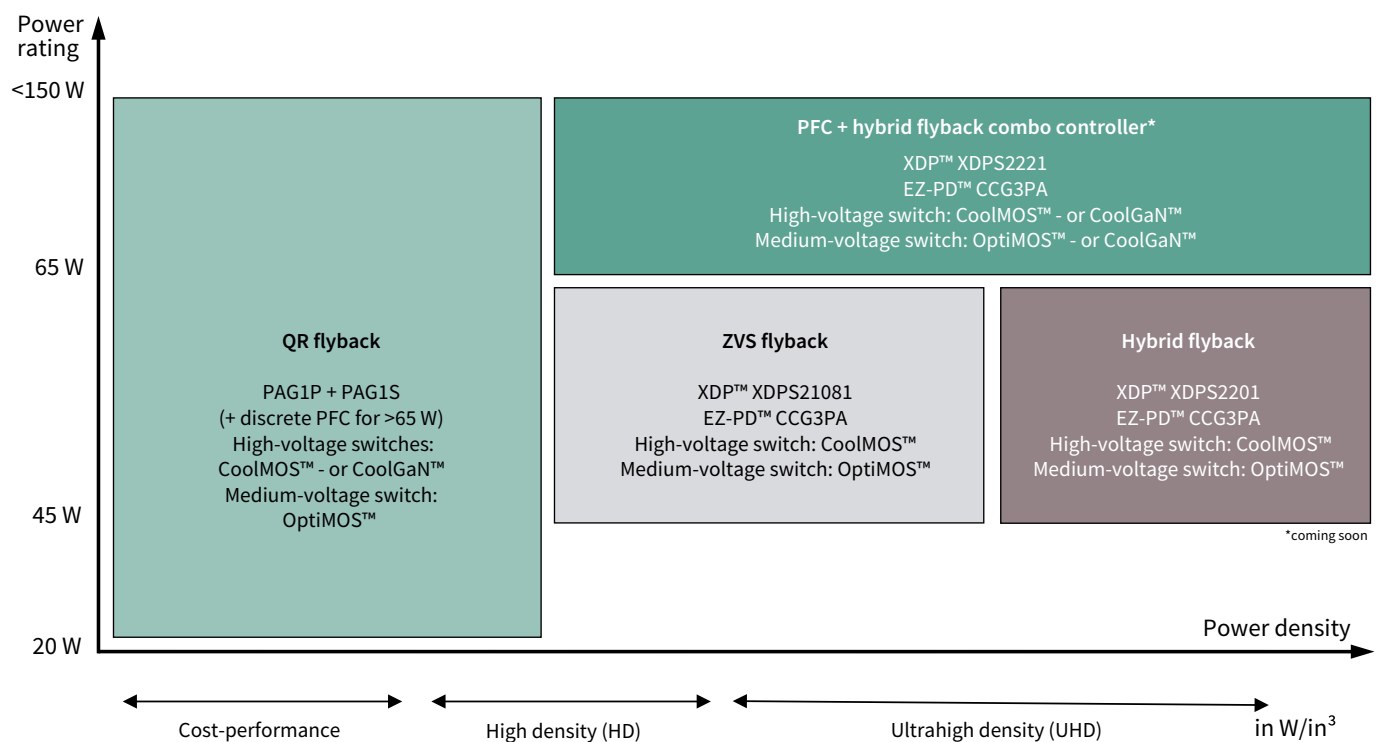 Power
rating
<150 W
65 W
45 W
20 W
QR flyback
PAG1P + PAG1S
(+ discrete PFC for >65 W)
High-voltage switches:
CoolMOS™ - or CoolGaN™
Medium-voltage switch:
OptiMOS™
PFC + hybrid flyback combo controller*
XDP™ XDPS2221
EZ-PD™ CCG3PA
High-voltage switch: CoolMOS™ - or CoolGaN™
Medium-voltage switch: OptiMOS™ - or CoolGaN™
ZVS flyback
XDP™ XDPS21081
EZ-PD™ CCG3PA
High-voltage switch: CoolMOS™
Medium-voltage switch: OptiMOS™
Hybrid flyback
XDP™ XDPS2201
EZ-PD™ CCG3PA
High-voltage switch: CoolMOS™
Medium-voltage switch: OptiMOS™
*coming soon
Power density
Cost-performance
High density (HD)
Ultrahigh density (UHD)
in W/in³